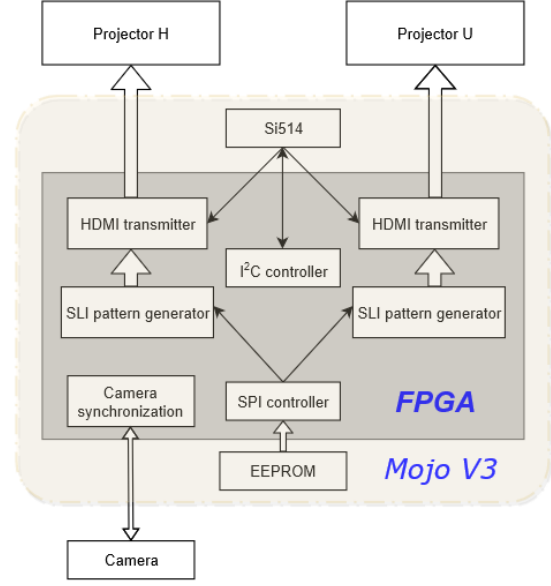 Projector H
Projector U
Si514
HDMI transmitter
HDMI transmitter
I²C controller
SLI pattern generator
SLI pattern generator
Camera
synchronization
SPI controller
FPGA
EEPROM
Mojo V3
Camera